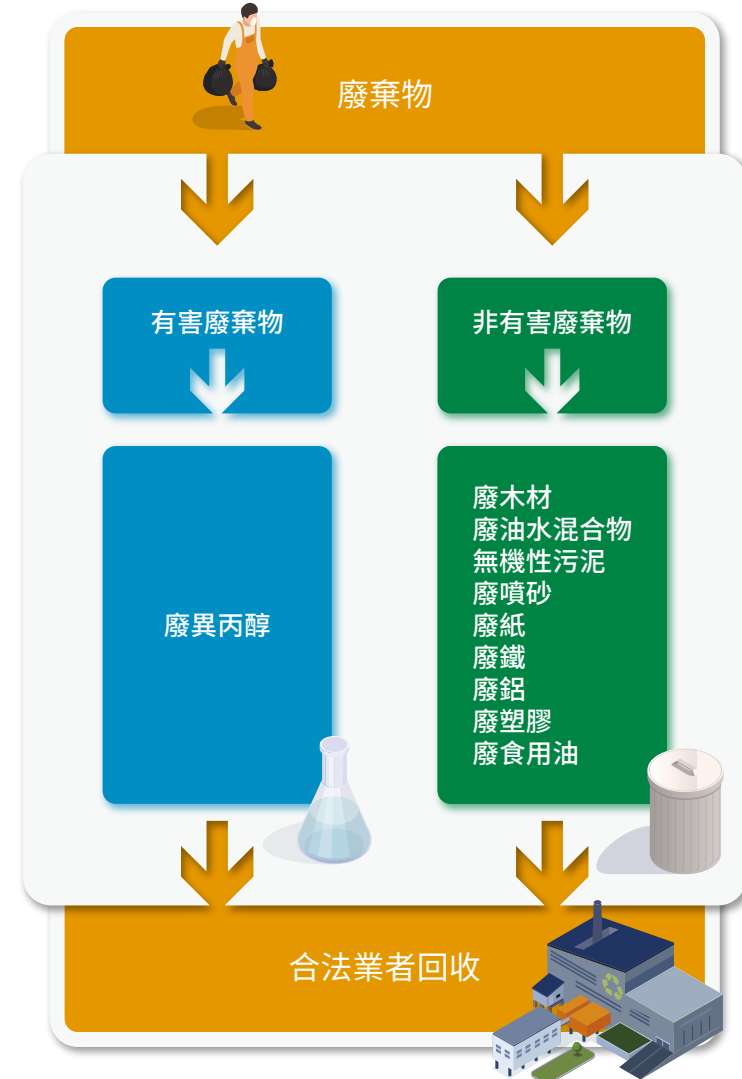 廢棄物
有害廢棄物
非有害廢棄物
廢異丙醇
廢木材
廢油水混合物
無機性污泥
廢噴砂
廢紙
廢鐵
廢鋁
廢塑膠
廢食用油
合法業者回收